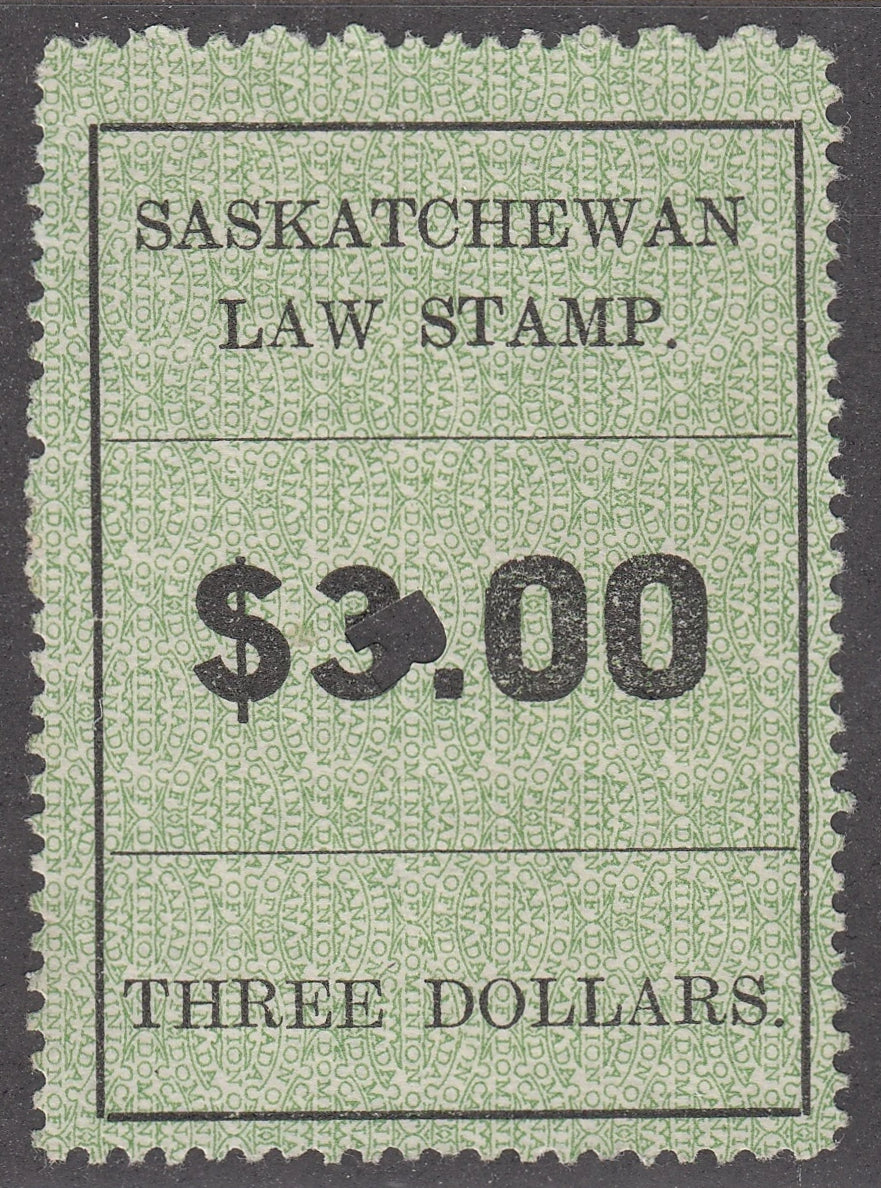 SASKATCHEWAN
LAW STAMP.
$3.00
THREE DOLLARS.